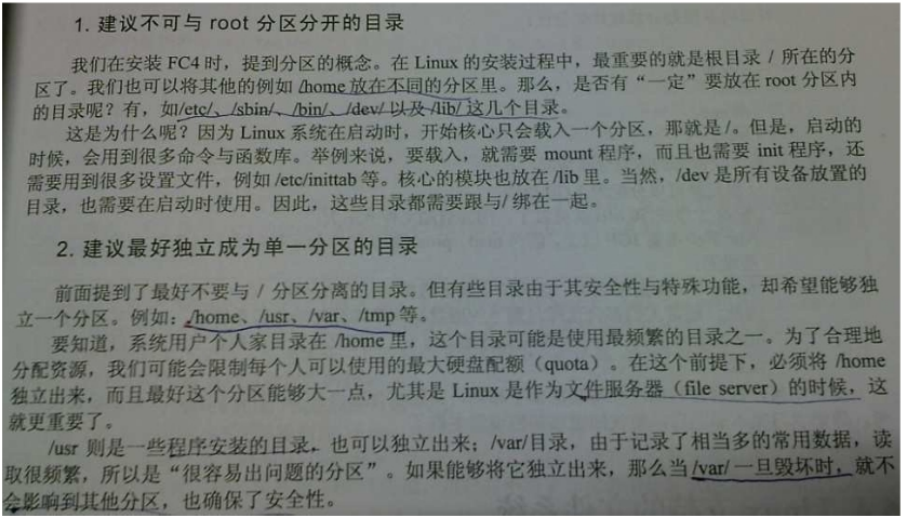 1. 建议不可与 root 分区分开的目录
我们在安装 FC4 时，提到分区的概念。在 Linux 的安装过程中，最重要的就是根目录 / 所在的分
区了。我们也可以将其他的例如 /home 放在不同的分区里。那么，是否有“一定”要放在 root 分区内
的目录呢？有，如/etc/、/sbin/、/bin/、/dev/ 以及 /lib/ 这几个目录。
这是为什么呢？因为 Linux 系统在启动时，开始核心只会载入一个分区，那就是 /。但是，启动的
时候，会用到很多命令与函数库。举例来说，要载入，就需要 mount 程序，而且也需要 init 程序，还
需要用到很多设置文件，例如 /etc/inittab 等。核心的模块也放在 /lib 里。当然，/dev 是所有设备放置的
目录，也需要在启动时使用。因此，这些目录都需要跟与/ 绑在一起。
2. 建议最好独立成为单一分区的目录
前面提到了最好不要与 / 分区分离的目录。但有些目录由于其安全性与特殊功能，却希望能够独
立一个分区。例如：/home、/usr、/var、/tmp 等。
要知道，系统用户个人家目录在 /home 里，这个目录可能是使用最频繁的目录之一。为了合理地
分配资源，我们可能会限制每个人可以使用的最大硬盘配额（quota）。在这个前提下，必须将 /home
独立出来，而且最好这个分区能够大一点，尤其是 Linux 是作为文件服务器（file server）的时候，这
就更重要了。
/usr 则是一些程序安装的目录，也可以独立出来；/var/目录，由于记录了相当多的常用数据，读
取很频繁，所以是“很容易出问题的分区”。如果能够将它独立出来，那么当 /var/ 一旦毁坏时，就不
会影响到其他分区，也确保了安全性。